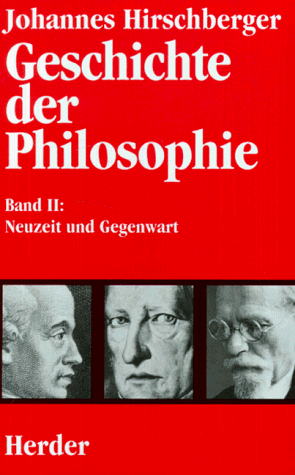 Johannes Hirschberger
Geschichte
der
Philosophie
Band II:
Neuzeit und Gegenwart
Herder